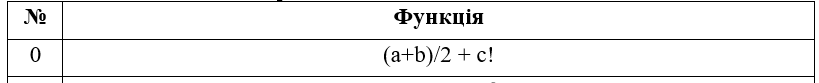 № Функція
0 (a+b)/2 + c!